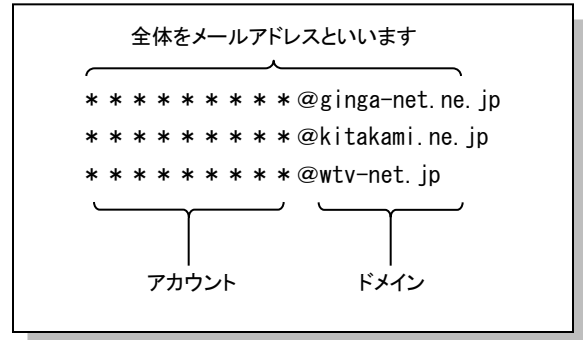 全体をメールアドレスといいます
＊＊＊＊＊＊＊＊＊＠ginga-net.ne.jp
＊＊＊＊＊＊＊＊＊＠kitakami.ne.jp
＊＊＊＊＊＊＊＊＊＠wtv-net.jp
アカウント ドメイン